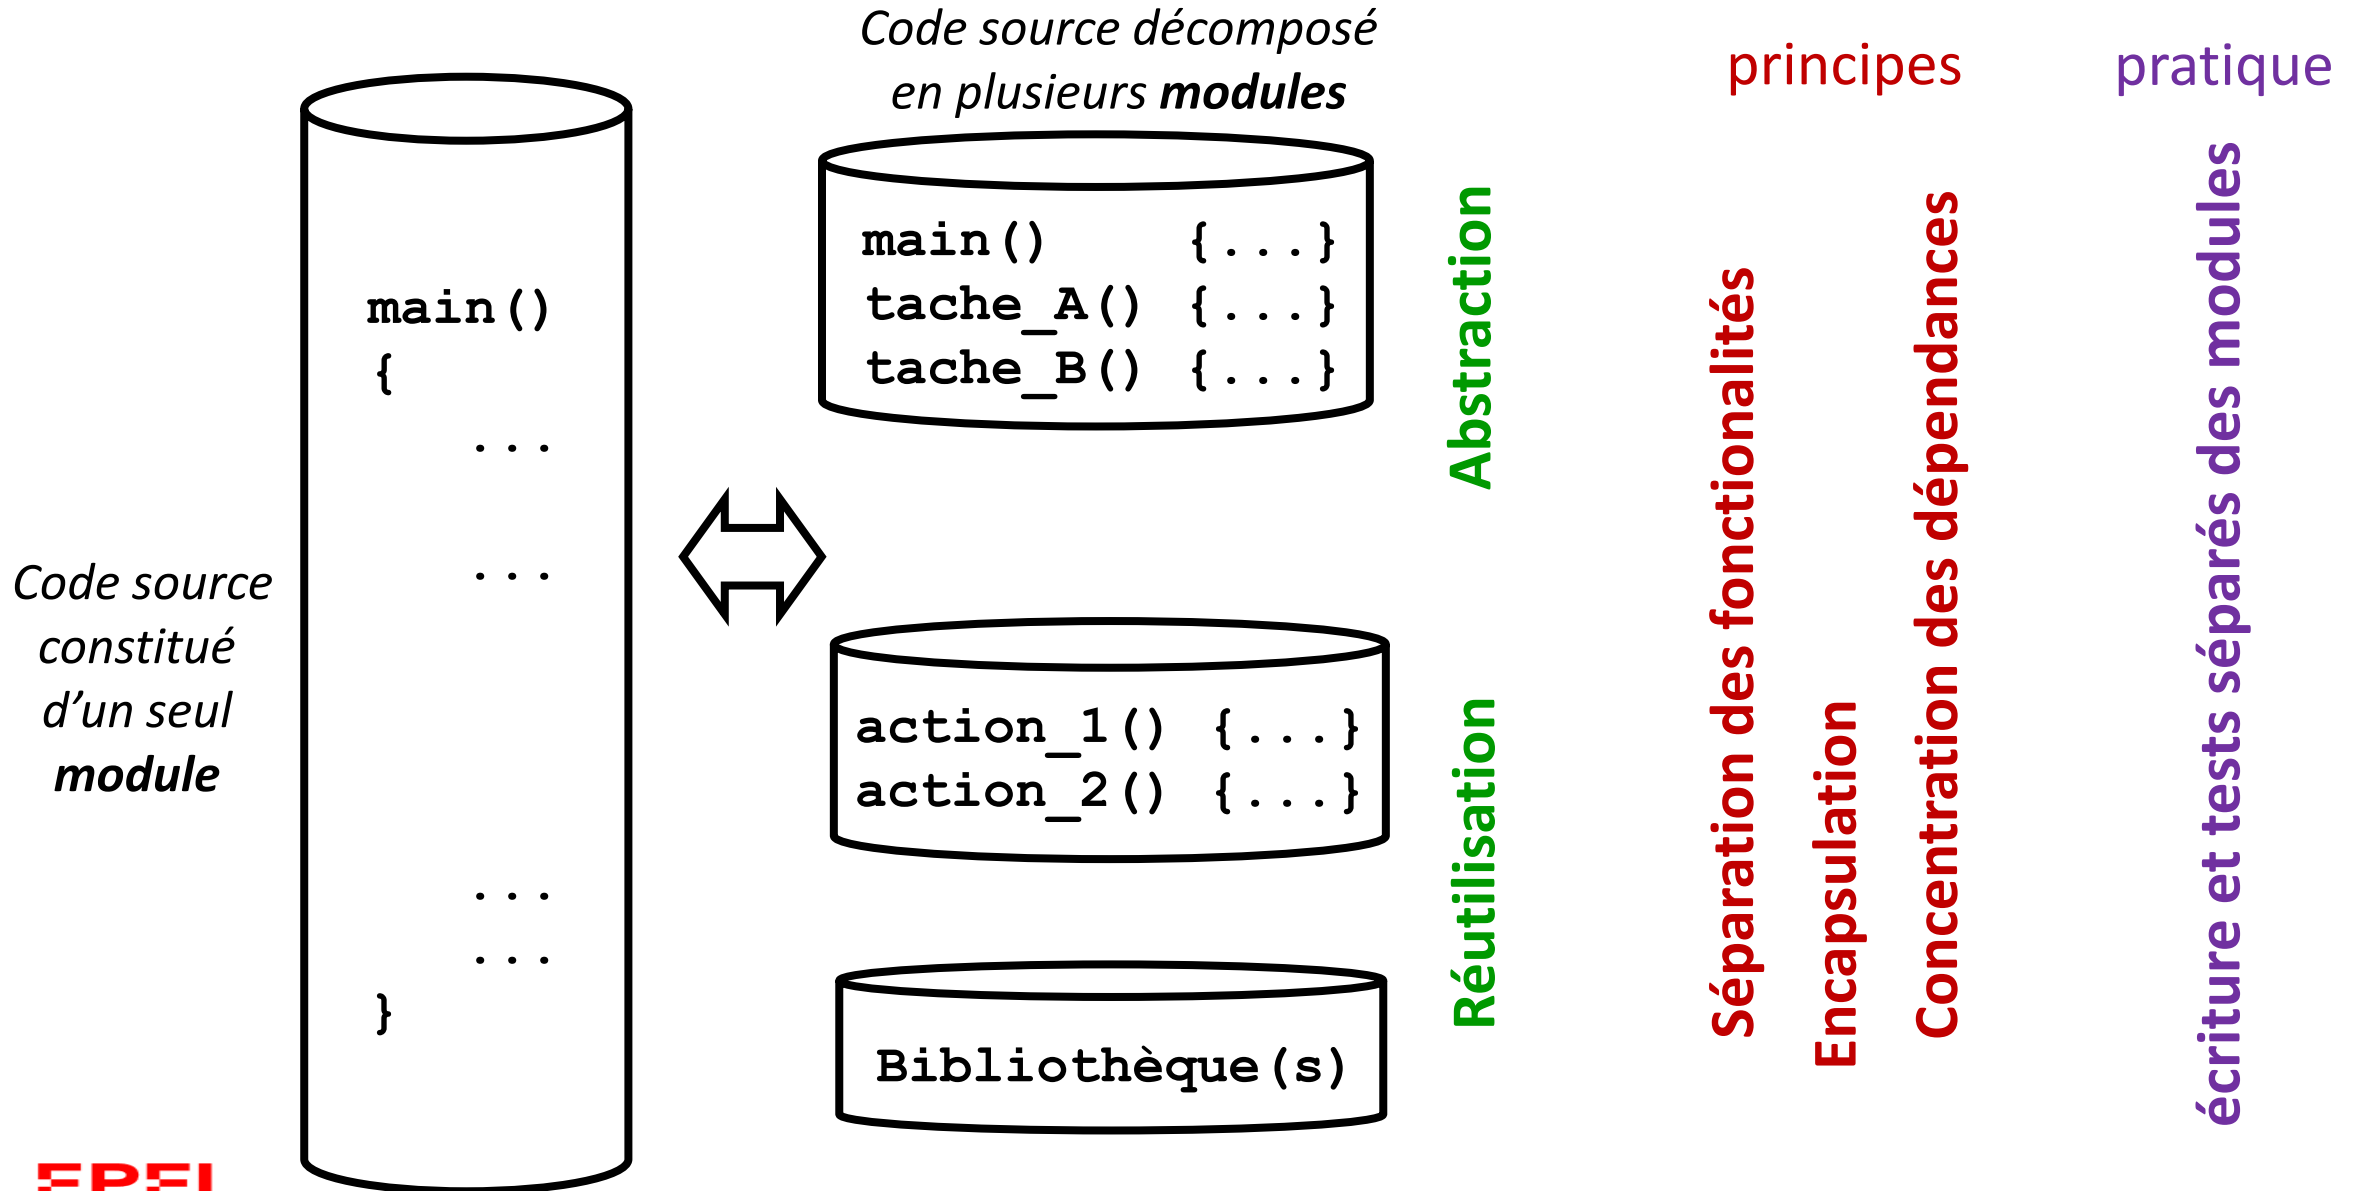 Code source constitué
d'un seul
module
main()
{
...
...
...
...
}
Code source décomposé
en plusieurs modules
main() {...}
tache_A() {...}
tache_B() {...}
action_1() {...}
action_2() {...}
Bibliothèque(s)
Abstraction
Réutilisation
principes
Séparation des fonctionalités
Encapsulation
Concentration des dépendances
pratique
écriture et tests séparés des modules
EPFL